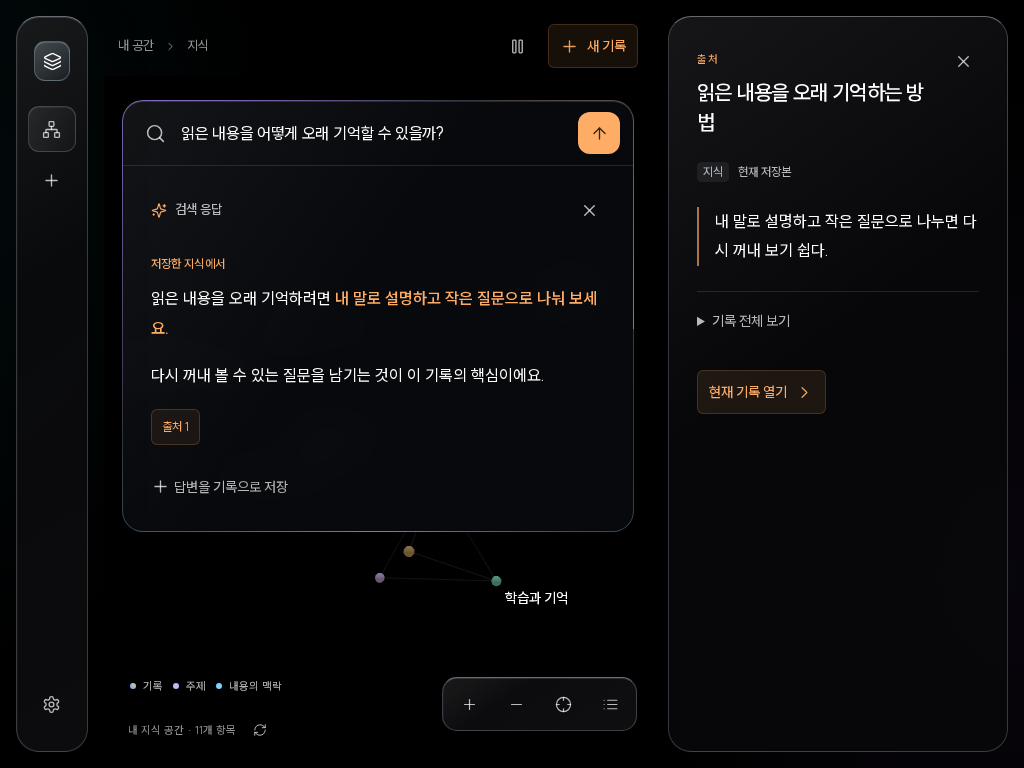 내 공간 > 지식
새 기록
읽은 내용을 어떻게 오래 기억할 수 있을까?
검색 응답
저장한 지식에서
읽은 내용을 오래 기억하려면 내 말로 설명하고 작은 질문으로 나눠 보세
요.
다시 꺼내 볼 수 있는 질문을 남기는 것이 이 기록의 핵심이에요.
출처 1
답변을 기록으로 저장
학습과 기억
기록 주제 내용의 맥락
내 지식 공간 · 11개 항목
출처
읽은 내용을 오래 기억하는 방
법
지식 현재 저장본
내 말로 설명하고 작은 질문으로 나누면 다
시 꺼내 보기 쉽다.
기록 전체 보기
현재 기록 열기